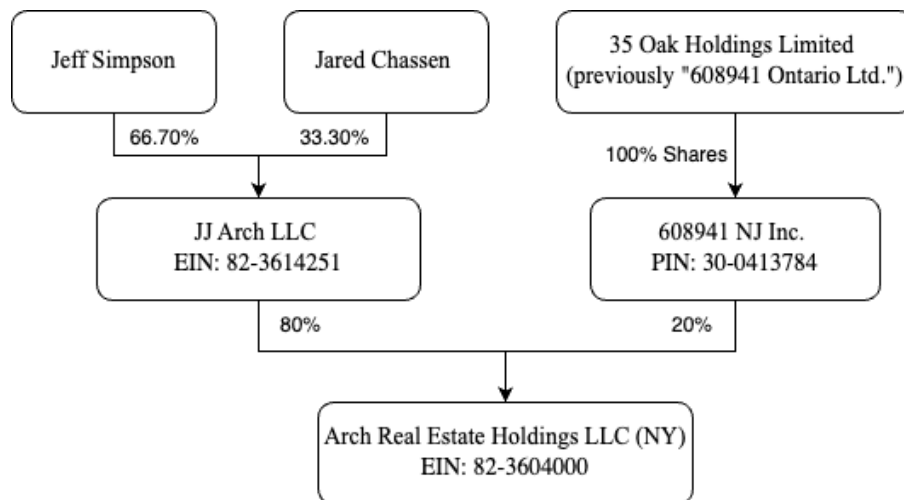 Jeff Simpson
Jared Chassen
35 Oak Holdings Limited
(previously "608941 Ontario Ltd.")
66.70%
33.30%
100% Shares
JJ Arch LLC
EIN: 82-3614251
608941 NJ Inc.
PIN: 30-0413784
80%
20%
Arch Real Estate Holdings LLC (NY)
EIN: 82-3604000